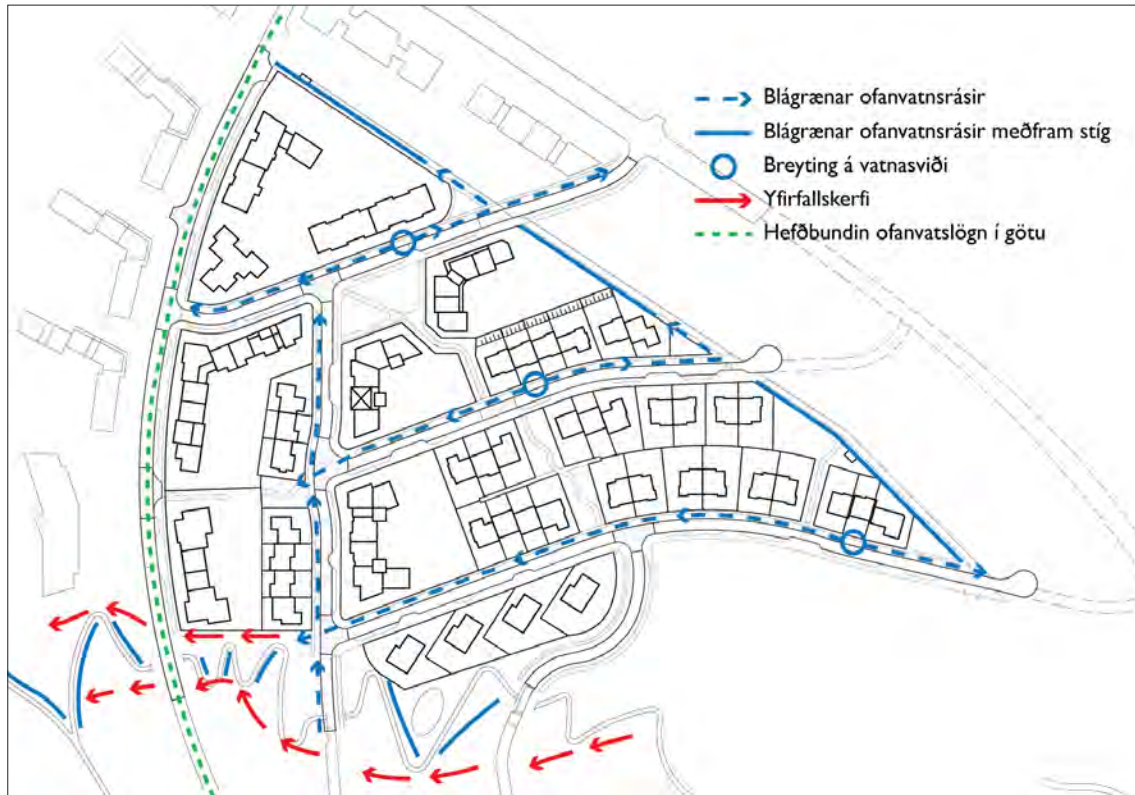 Blágrænar ofanvatnsrásir
Blágrænar ofanvatnsrásir meðfram stíg
Breyting á vatnasviði
Yfirfallskerfi
Hefðbundin ofanvatslögn í götu